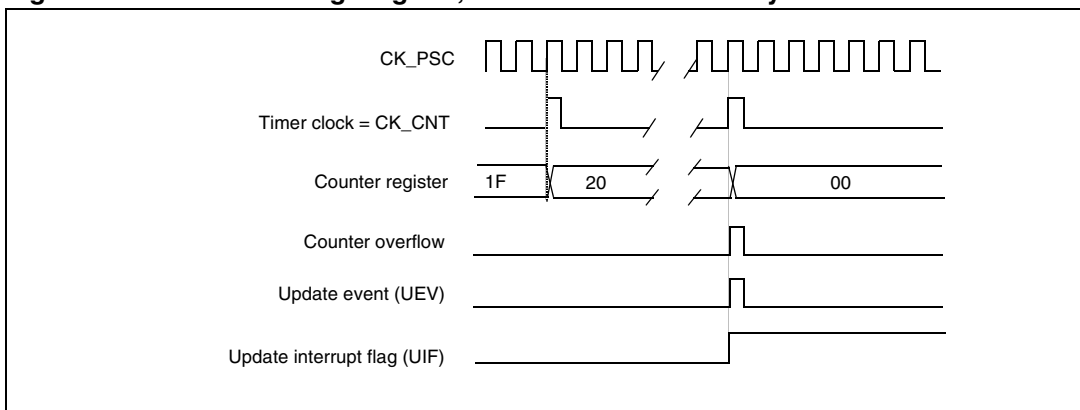 CK_PSC
Timer clock = CK_CNT
Counter register
1F
20
00
Counter overflow
Update event (UEV)
Update interrupt flag (UIF)